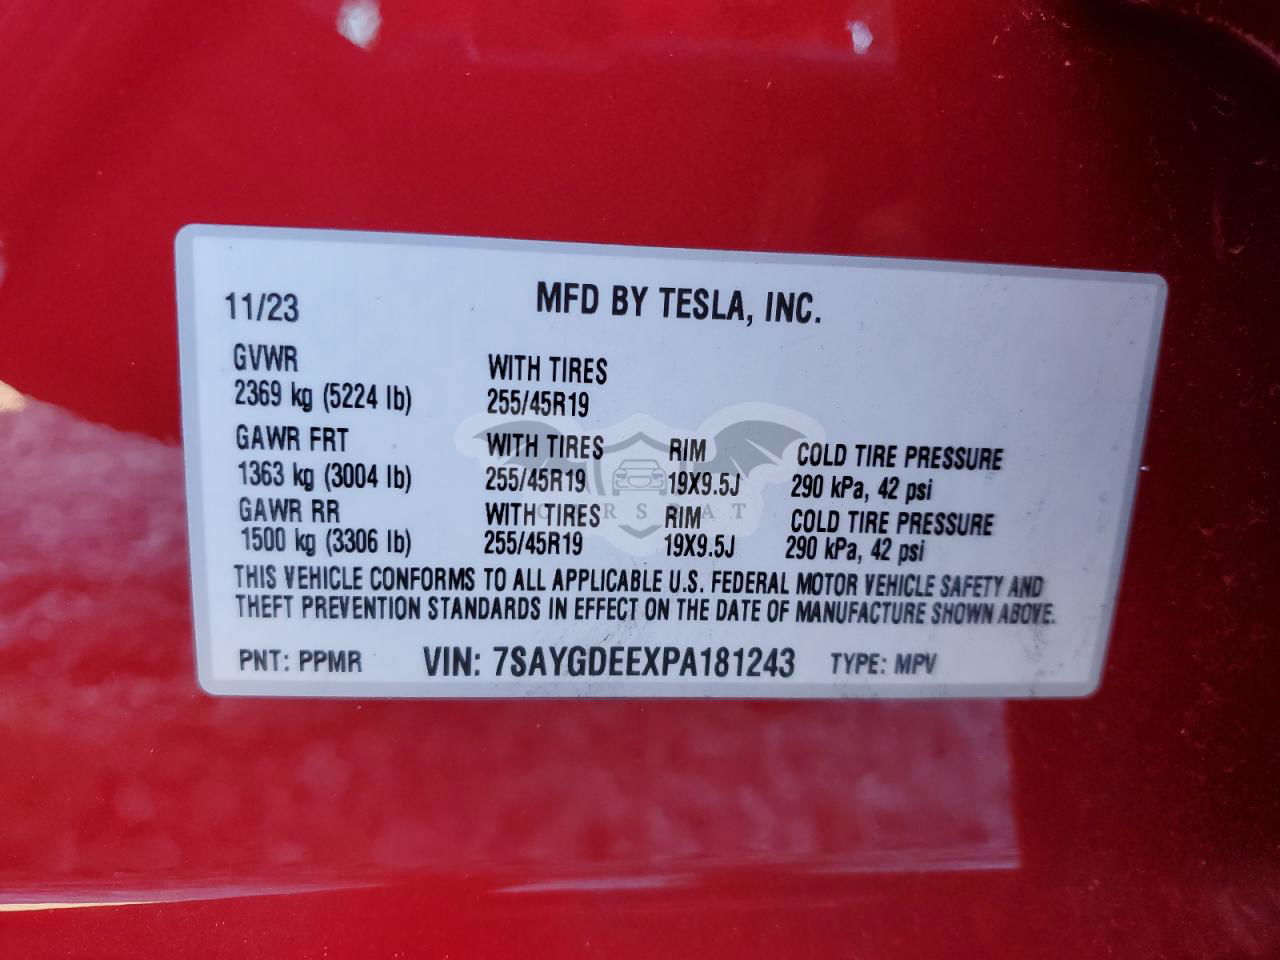 11/23 MFD BY TESLA, INC.
GVWR WITH TIRES
2369 kg (5224 lb) 255/45R19
GAWR FRT WITH TIRES RIM COLD TIRE PRESSURE
1363 kg (3004 lb) 255/45R19 19X9.5J 290 kPa, 42 psi
GAWR RR WITH TIRES RIM COLD TIRE PRESSURE
1500 kg (3306 lb) 255/45R19 19X9.5J 290 kPa, 42 psi
THIS VEHICLE CONFORMS TO ALL APPLICABLE U.S. FEDERAL MOTOR VEHICLE SAFETY AND
THEFT PREVENTION STANDARDS IN EFFECT ON THE DATE OF MANUFACTURE SHOWN ABOVE.
PNT: PPMR VIN: 7SAYGDEEXPA181243 TYPE: MPV